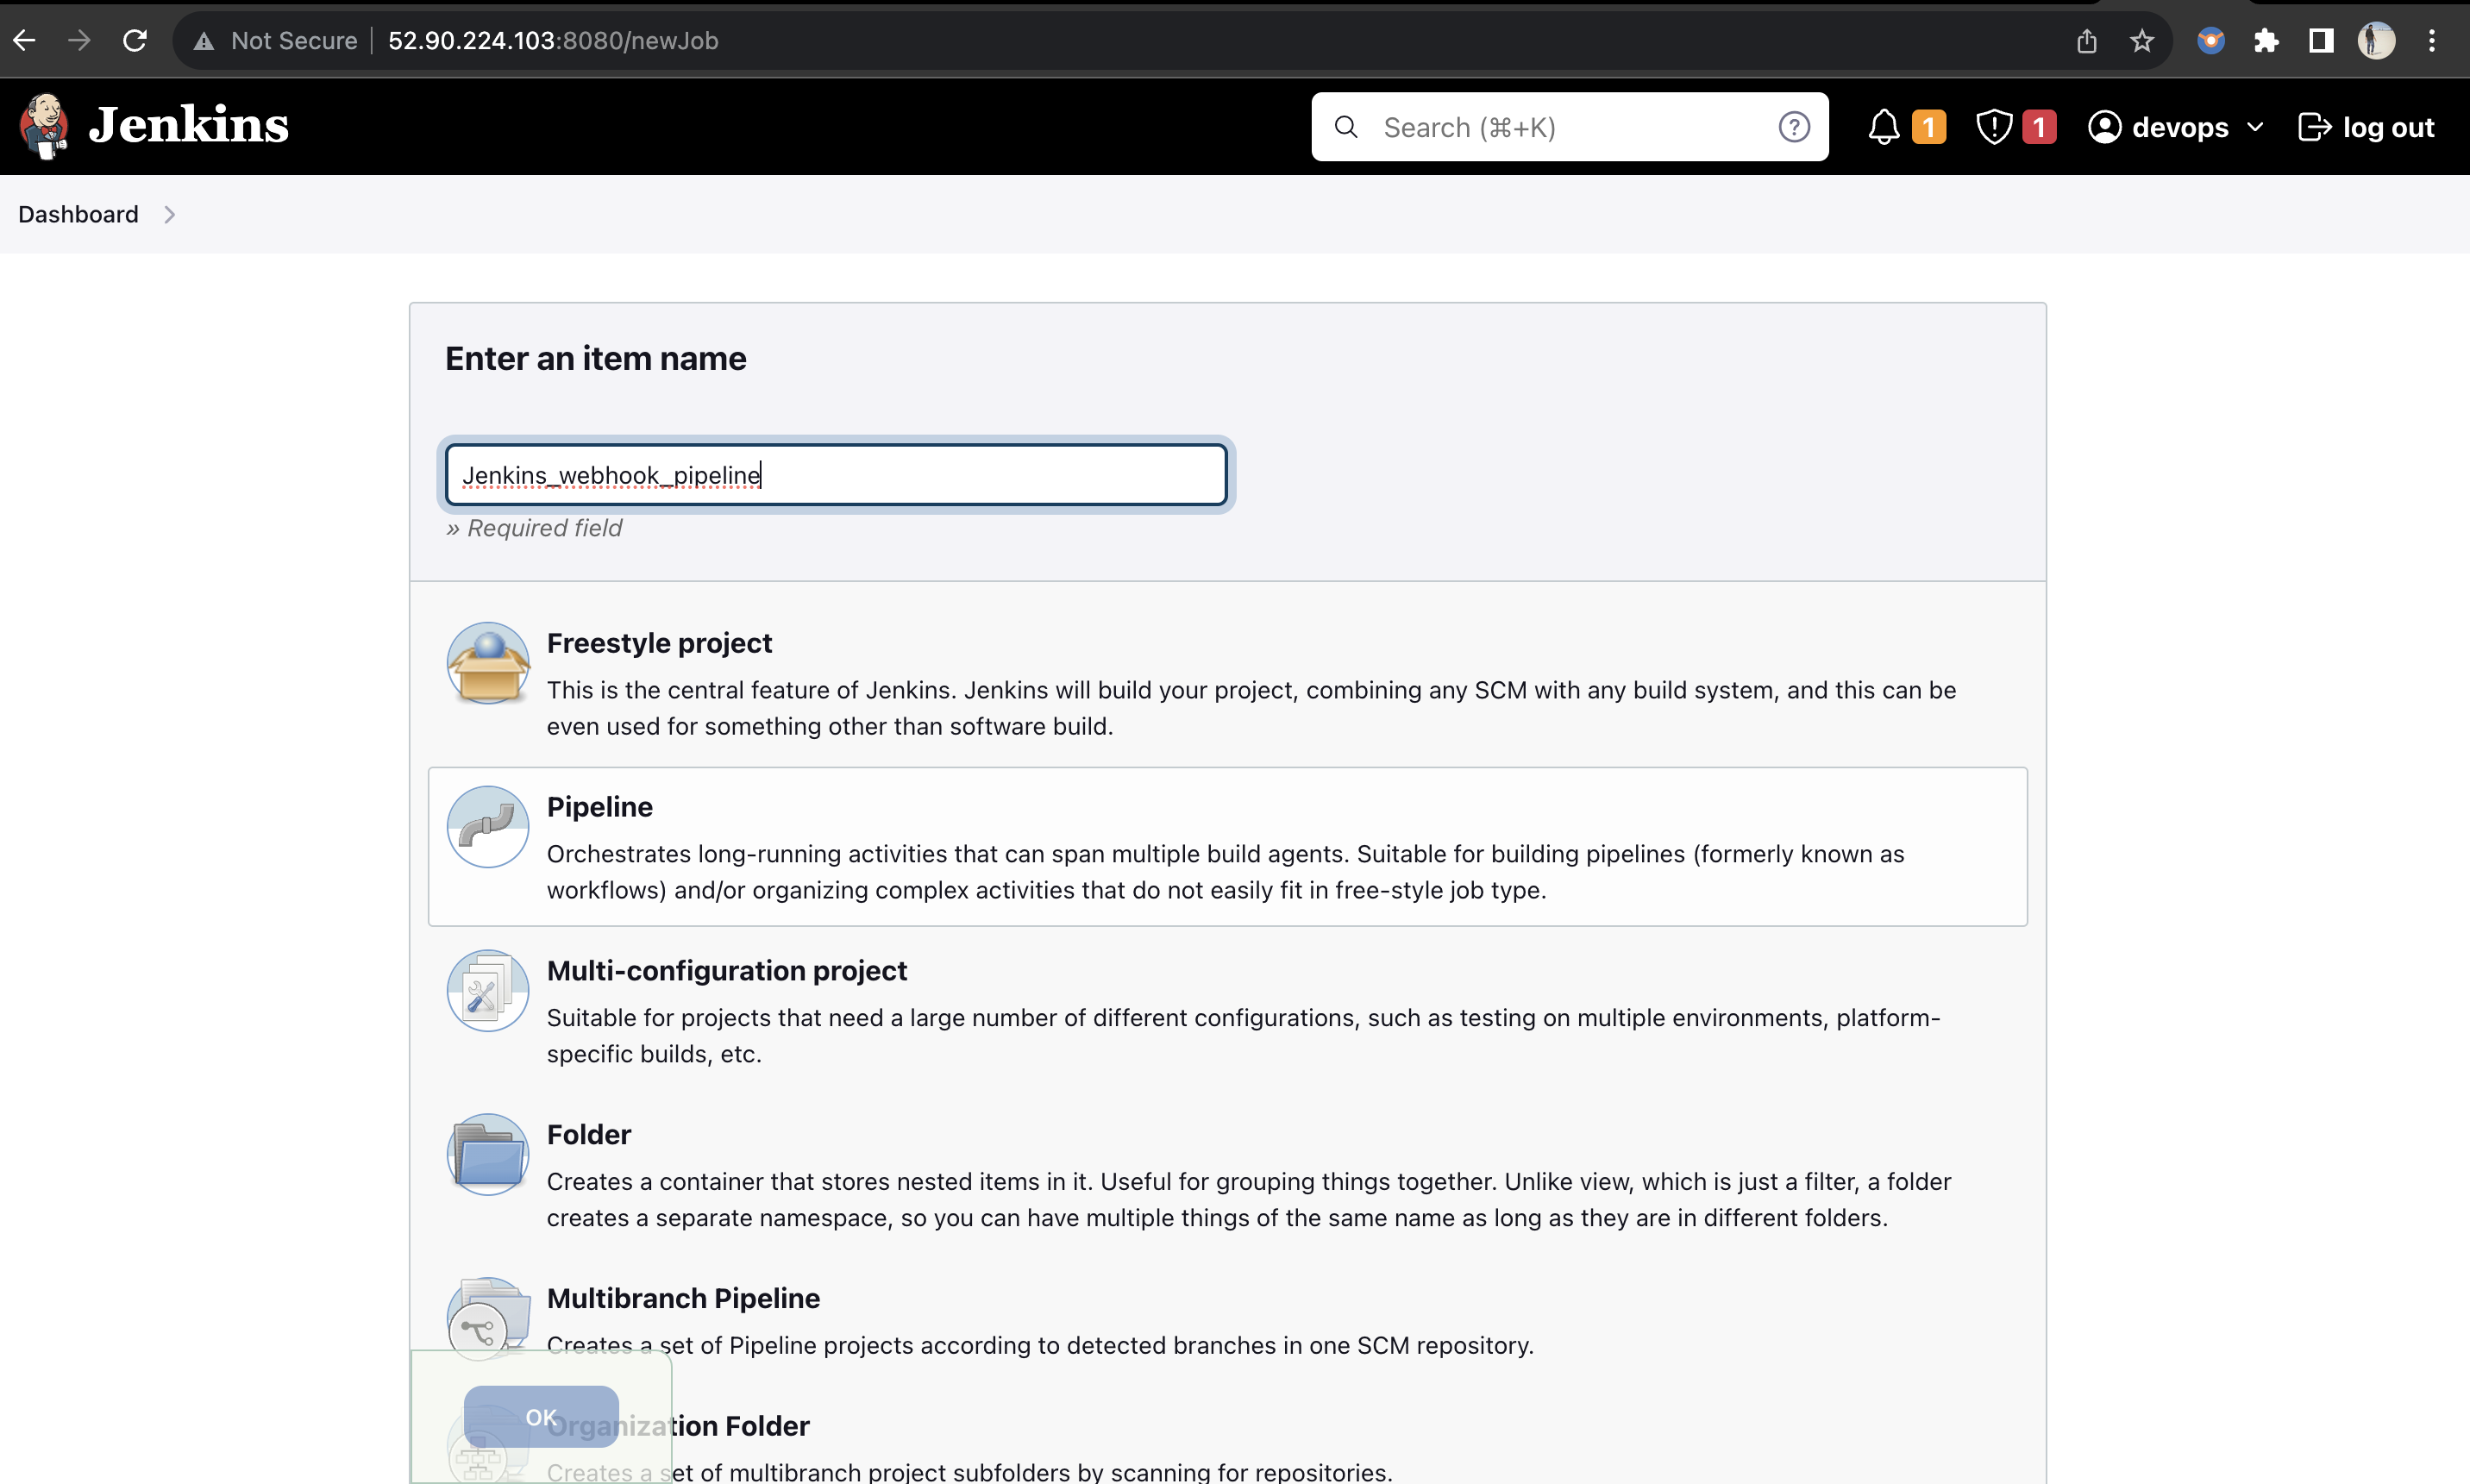 Not Secure 52.90.224.103:8080/newJob
Jenkins
Search (⌘+K)
1
1
devops
log out
Dashboard
Enter an item name
Jenkins_webhook_pipeline
» Required field
Freestyle project
This is the central feature of Jenkins. Jenkins will build your project, combining any SCM with any build system, and this can be
even used for something other than software build.
Pipeline
Orchestrates long-running activities that can span multiple build agents. Suitable for building pipelines (formerly known as
workflows) and/or organizing complex activities that do not easily fit in free-style job type.
Multi-configuration project
Suitable for projects that need a large number of different configurations, such as testing on multiple environments, platform-
specific builds, etc.
Folder
Creates a container that stores nested items in it. Useful for grouping things together. Unlike view, which is just a filter, a folder
creates a separate namespace, so you can have multiple things of the same name as long as they are in different folders.
Multibranch Pipeline
Creates a set of Pipeline projects according to detected branches in one SCM repository.
OK
Organization Folder
Creates a set of multibranch project subfolders by scanning for repositories.